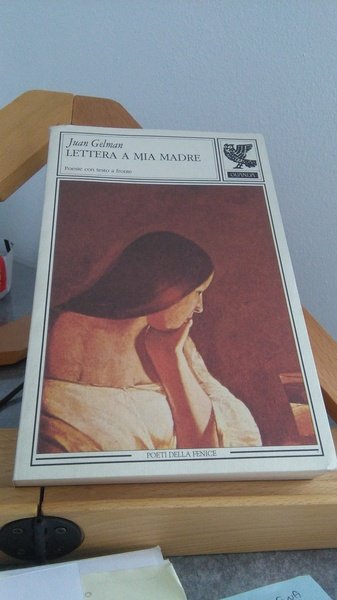 Juan Gelman
LETTERA A MIA MADRE
Poesie con testo a fronte
GUANDA
POETI DELLA FENICE